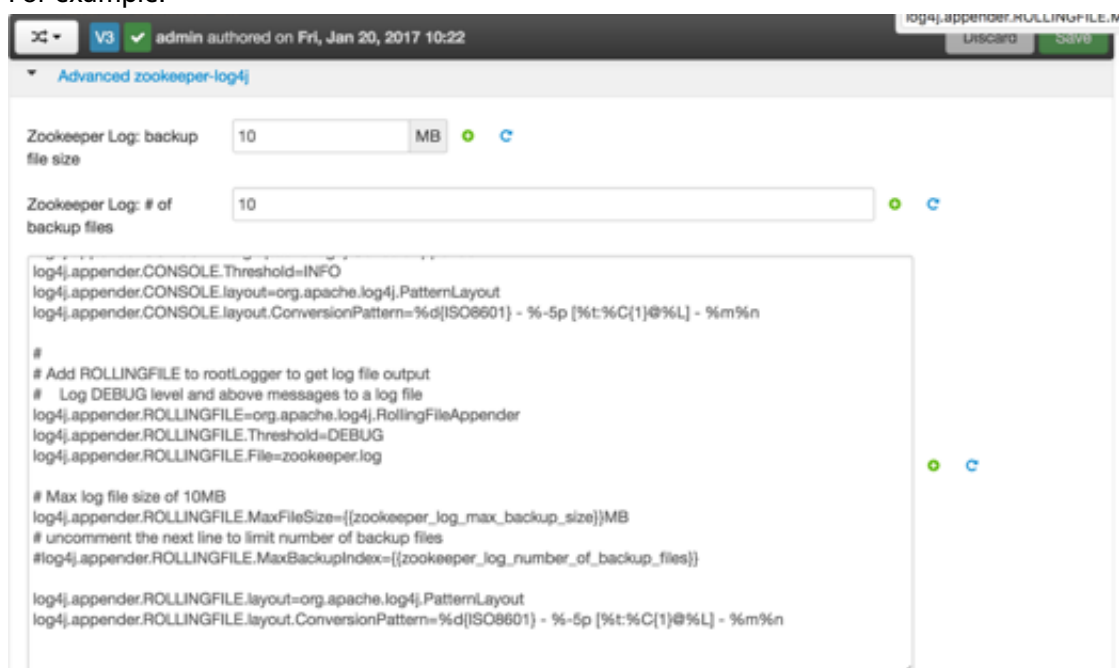 For example:
log4j.appender.ROLLINGFILE.M
V3 admin authored on Fri, Jan 20, 2017 10:22
Discard Save
Advanced zookeeper-log4j
Zookeeper Log: backup
file size
10 MB
Zookeeper Log: # of
backup files
10
log4j.appender.CONSOLE.Threshold=INFO
log4j.appender.CONSOLE.layout=org.apache.log4j.PatternLayout
log4j.appender.CONSOLE.layout.ConversionPattern=%d{ISO8601} - %-5p [%t:%C{1}@%L] - %m%n
#
# Add ROLLINGFILE to rootLogger to get log file output
#    Log DEBUG level and above messages to a log file
log4j.appender.ROLLINGFILE=org.apache.log4j.RollingFileAppender
log4j.appender.ROLLINGFILE.Threshold=DEBUG
log4j.appender.ROLLINGFILE.File=zookeeper.log
# Max log file size of 10MB
log4j.appender.ROLLINGFILE.MaxFileSize={{zookeeper_log_max_backup_size}}MB
# uncomment the next line to limit number of backup files
#log4j.appender.ROLLINGFILE.MaxBackupIndex={{zookeeper_log_number_of_backup_files}}
log4j.appender.ROLLINGFILE.layout=org.apache.log4j.PatternLayout
log4j.appender.ROLLINGFILE.layout.ConversionPattern=%d{ISO8601} - %-5p [%t:%C{1}@%L] - %m%n